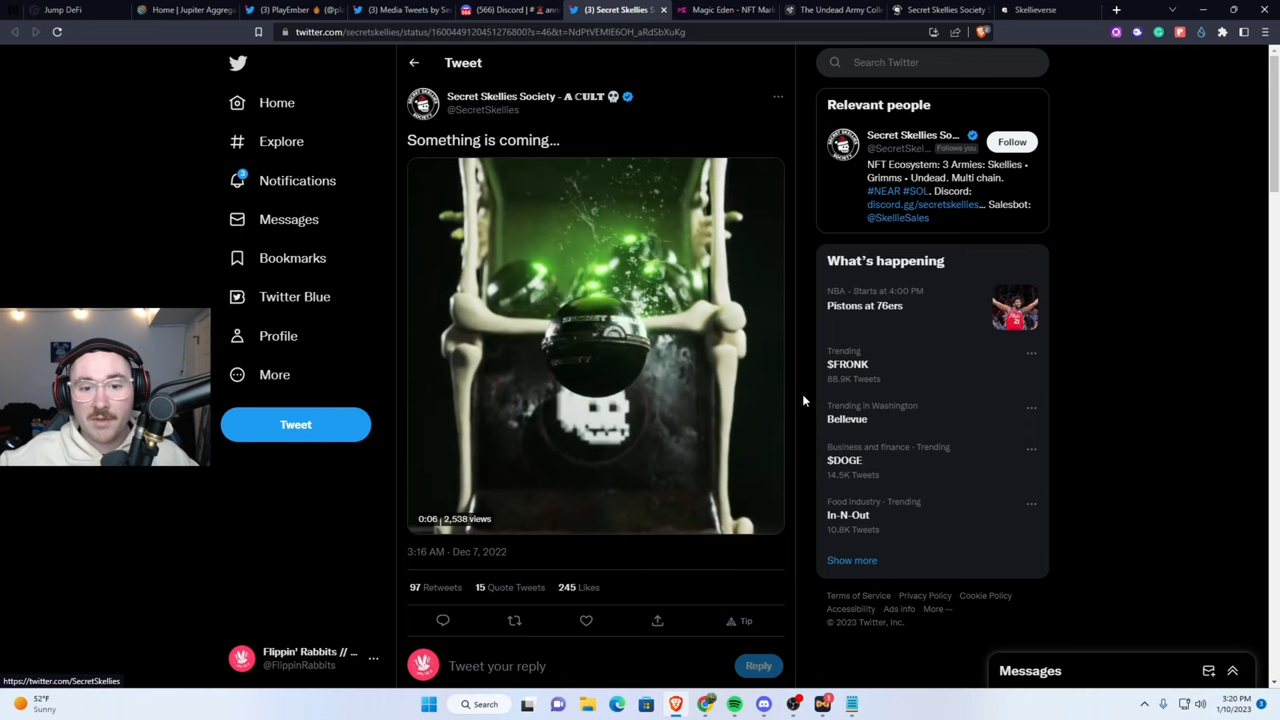 Jump DeFi
Home | Jupiter Aggrega
(3) PlayEmber 🔥 (@pl
(3) Media Tweets by Se
(566) Discord | #🚨ann
(3) Secret Skellies S
Magic Eden - NFT Mark
The Undead Army Colle
Secret Skellies Society
Skellieverse
twitter.com/secretskellies/status/1600449120451276800?s=46&t=NdPtVEMIE6OH_aRdSbXuKg
Home
Explore
3
Notifications
Messages
Bookmarks
Twitter Blue
Profile
More
Tweet
Flippin' Rabbits // ...
@FlippinRabbits
Tweet
Secret Skellies Society - A CULT 💀
@SecretSkellies
Something is coming...
0:06 2,538 views
3:16 AM · Dec 7, 2022
97 Retweets 15 Quote Tweets 245 Likes
Tip
Tweet your reply
Reply
Search Twitter
Relevant people
Secret Skellies So...
@SecretSkel... Follows you
Follow
NFT Ecosystem: 3 Armies: Skellies •
Grimms • Undead. Multi chain.
#NEAR #SOL. Discord:
discord.gg/secretskellies... Salesbot:
@SkellieSales
What's happening
NBA · Starts at 4:00 PM
Pistons at 76ers
Trending
$FRONK
88.9K Tweets
Trending in Washington
Bellevue
Business and finance · Trending
$DOGE
14.5K Tweets
Food industry · Trending
In-N-Out
10.8K Tweets
Show more
Terms of Service Privacy Policy Cookie Policy
Accessibility Ads info More ...
© 2023 Twitter, Inc.
Messages
https://twitter.com/SecretSkellies
52°F
Sunny
Search
3:20 PM
1/10/2023